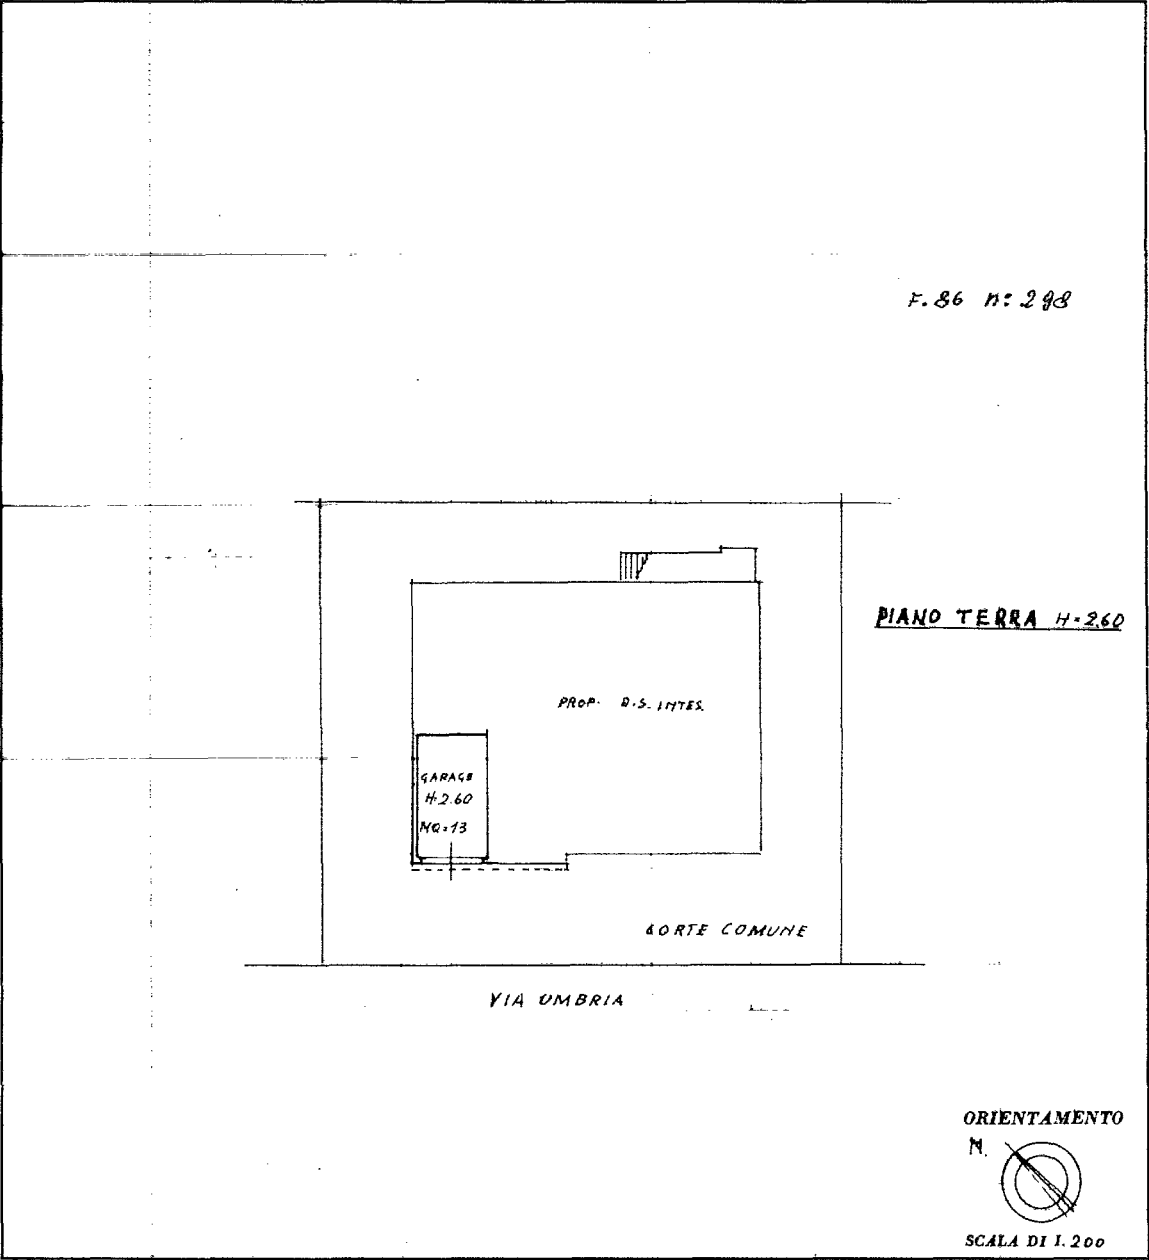 F. 86 n: 298
PIANO TERRA H=2.60
PROP. D.S. INTES.
GARAGE
H:2.60
MQ=13
CORTE COMUNE
VIA UMBRIA
ORIENTAMENTO
N.
SCALA DI 1.200